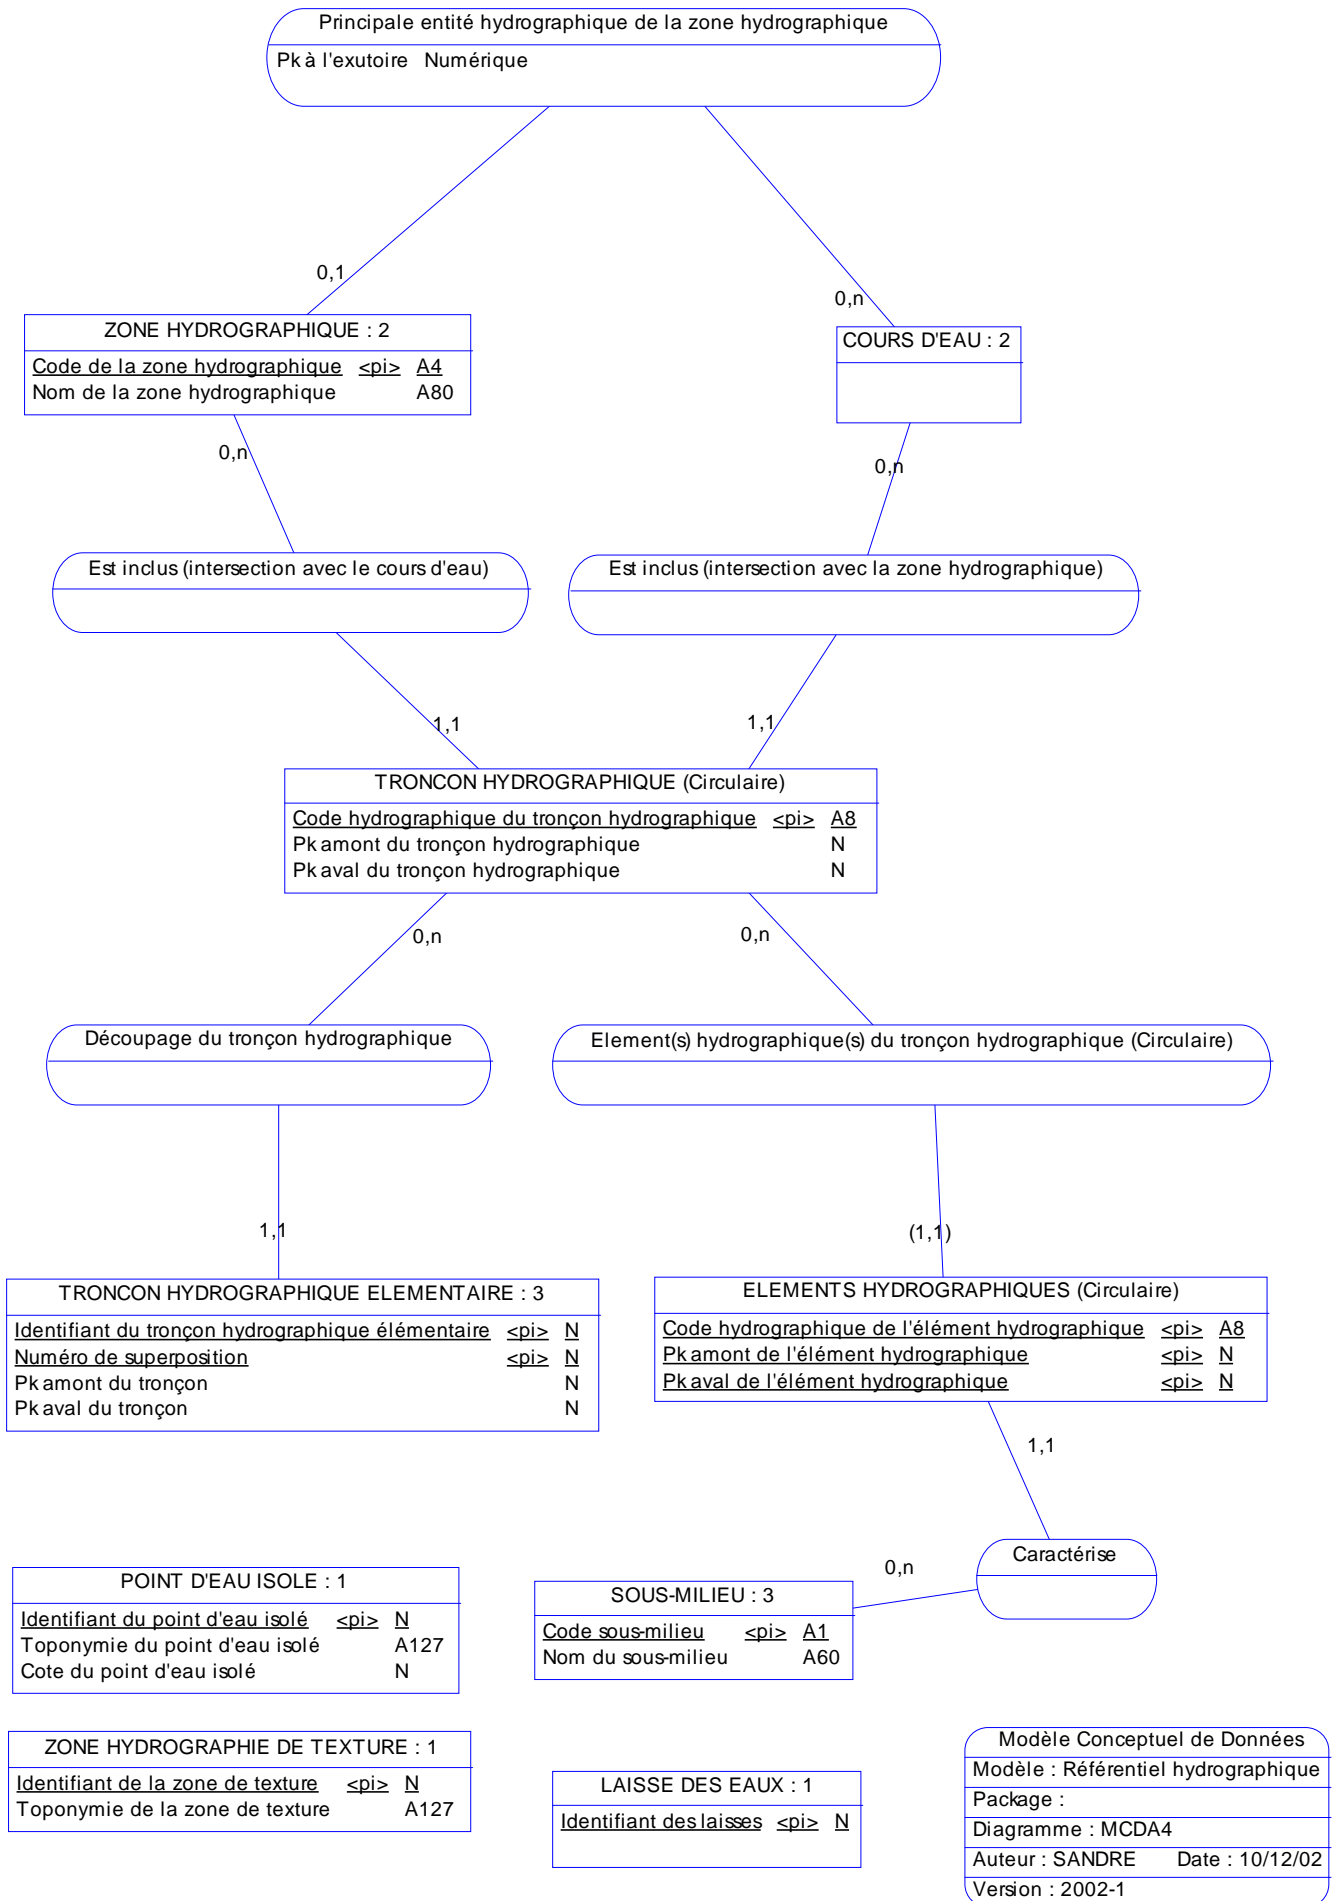 Principale entité hydrographique de la zone hydrographique
Pk à l'exutoire Numérique
0,1
0,n
ZONE HYDROGRAPHIQUE : 2
Code de la zone hydrographique <pi> A4
Nom de la zone hydrographique A80
COURS D'EAU : 2
0,n
0,n
Est inclus (intersection avec le cours d'eau)
Est inclus (intersection avec la zone hydrographique)
1,1
1,1
TRONCON HYDROGRAPHIQUE (Circulaire)
Code hydrographique du tronçon hydrographique <pi> A8
Pk amont du tronçon hydrographique N
Pk aval du tronçon hydrographique N
0,n
0,n
Découpage du tronçon hydrographique
Element(s) hydrographique(s) du tronçon hydrographique (Circulaire)
1,1
(1,1)
TRONCON HYDROGRAPHIQUE ELEMENTAIRE : 3
Identifiant du tronçon hydrographique élémentaire <pi> N
Numéro de superposition <pi> N
Pk amont du tronçon N
Pk aval du tronçon N
ELEMENTS HYDROGRAPHIQUES (Circulaire)
Code hydrographique de l'élément hydrographique <pi> A8
Pk amont de l'élément hydrographique <pi> N
Pk aval de l'élément hydrographique <pi> N
1,1
Caractérise
0,n
POINT D'EAU ISOLE : 1
Identifiant du point d'eau isolé <pi> N
Toponymie du point d'eau isolé A127
Cote du point d'eau isolé N
SOUS-MILIEU : 3
Code sous-milieu <pi> A1
Nom du sous-milieu A60
ZONE HYDROGRAPHIE DE TEXTURE : 1
Identifiant de la zone de texture <pi> N
Toponymie de la zone de texture A127
LAISSE DES EAUX : 1
Identifiant des laisses <pi> N
Modèle Conceptuel de Données
Modèle : Référentiel hydrographique
Package :
Diagramme : MCDA4
Auteur : SANDRE Date : 10/12/02
Version : 2002-1